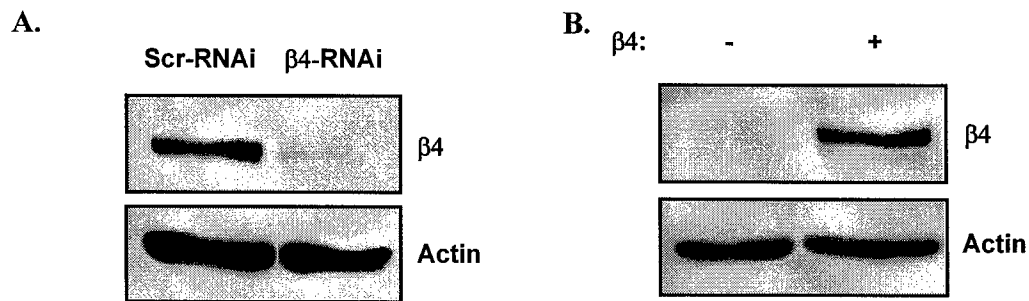 A.
Scr-RNAi β4-RNAi
β4
Actin
B.
β4: - +
β4
Actin